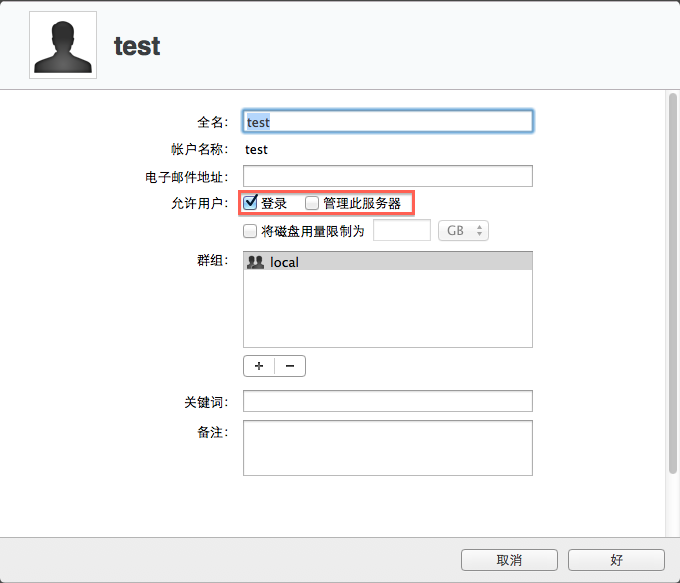 test
全名： test
帐户名称： test
电子邮件地址：
允许用户： 登录 管理此服务器
将磁盘用量限制为 GB
群组： local
+ −
关键词：
备注：
取消 好